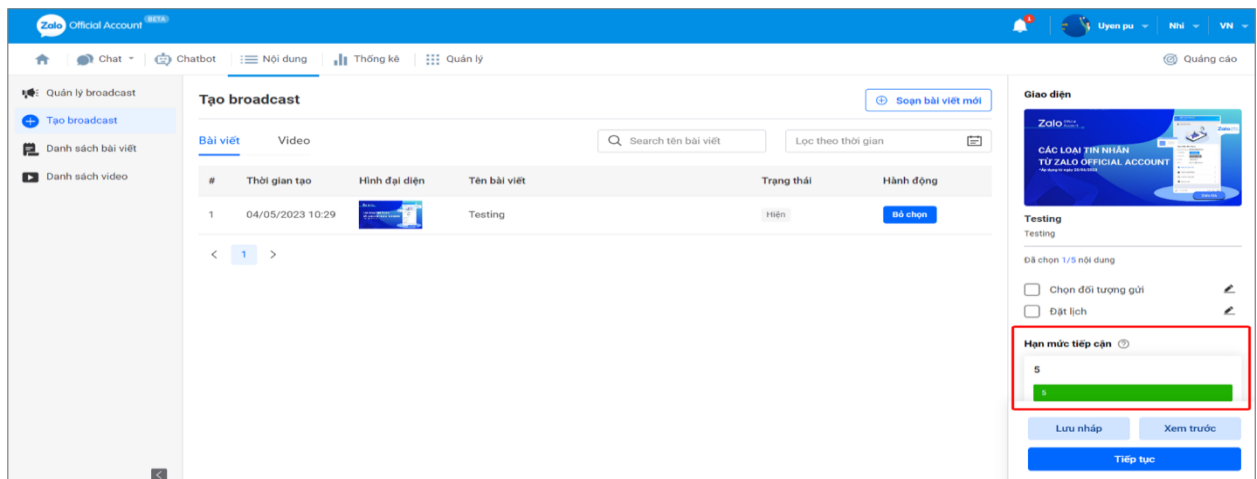 Zalo Official Account BETA
Uyen pu Nhi VN
Chat Chatbot Nội dung Thống kê Quản lý Quảng cáo
Quản lý broadcast
Tạo broadcast
Danh sách bài viết
Danh sách video
Tạo broadcast
Soạn bài viết mới
Bài viết Video
Search tên bài viết Lọc theo thời gian
# Thời gian tạo Hình đại diện Tên bài viết Trạng thái Hành động
1 04/05/2023 10:29 Testing Hiện Bỏ chọn
< 1 >
Giao diện
Zalo
CÁC LOẠI TIN NHẮN
TỪ ZALO OFFICIAL ACCOUNT
Testing
Testing
Đã chọn 1/5 nội dung
Chọn đối tượng gửi
Đặt lịch
Hạn mức tiếp cận
5
5
Lưu nháp Xem trước
Tiếp tục